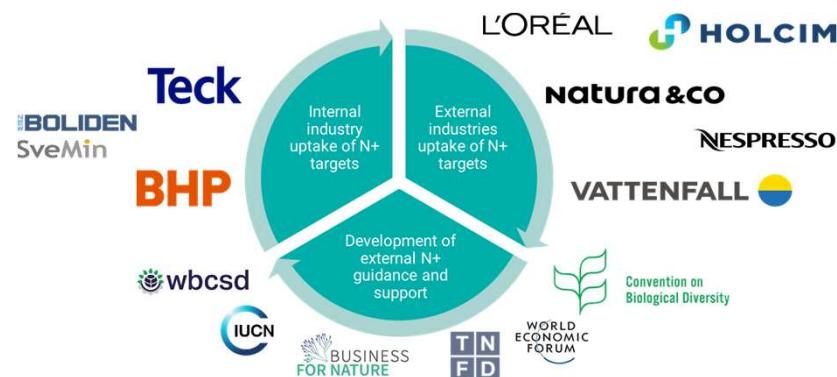 L'ORÉAL
HOLCIM
Teck
natura &co
BOLIDEN
SveMin
NESPRESSO
BHP
VATTENFALL
Internal
industry
uptake of N+
targets
External
industries
uptake of N+
targets
Development of
external N+
guidance and
support
wbcsd
IUCN
BUSINESS
FOR NATURE
TN
FD
WORLD
ECONOMIC
FORUM
Convention on
Biological Diversity